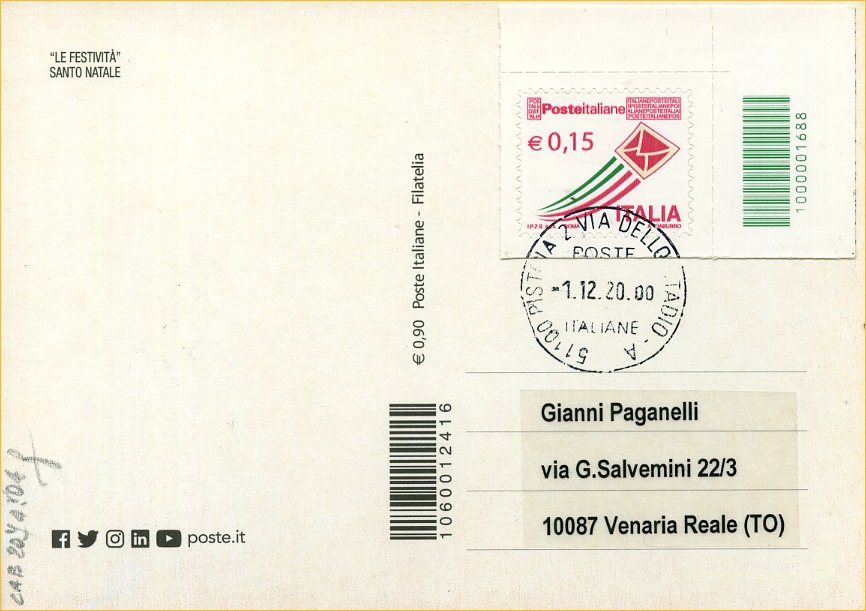 "LE FESTIVITÀ"
SANTO NATALE
Posteitaliane
€ 0,15
ITALIA
1000001688
51100 PISTOIA 2 VIA DELLO STADIO - A
POSTE
-1.12.20.00
ITALIANE
€ 0,90 Poste Italiane - Filatelia
1060012416
Gianni Paganelli
via G.Salvemini 22/3
10087 Venaria Reale (TO)
poste.it